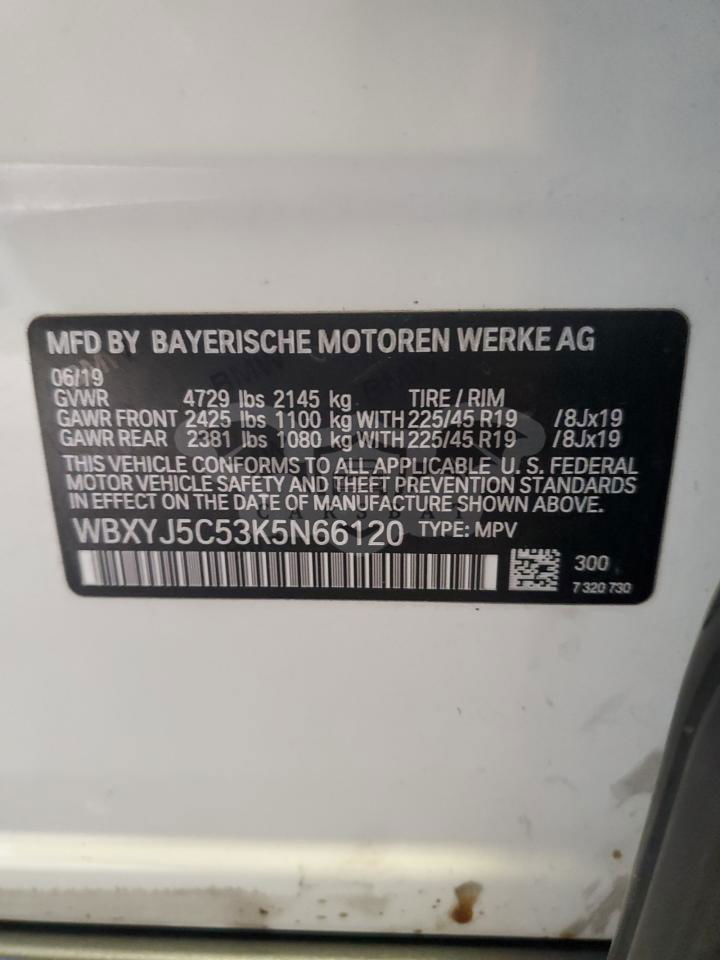 MFD BY BAYERISCHE MOTOREN WERKE AG
06/19
GVWR 4729 lbs 2145 kg TIRE / RIM
GAWR FRONT 2425 lbs 1100 kg WITH 225/45 R19 /8Jx19
GAWR REAR 2381 lbs 1080 kg WITH 225/45 R19 /8Jx19
THIS VEHICLE CONFORMS TO ALL APPLICABLE U. S. FEDERAL
MOTOR VEHICLE SAFETY AND THEFT PREVENTION STANDARDS
IN EFFECT ON THE DATE OF MANUFACTURE SHOWN ABOVE.
CARSBAT
WBXYJ5C53K5N66120 TYPE: MPV
300
7 320 730